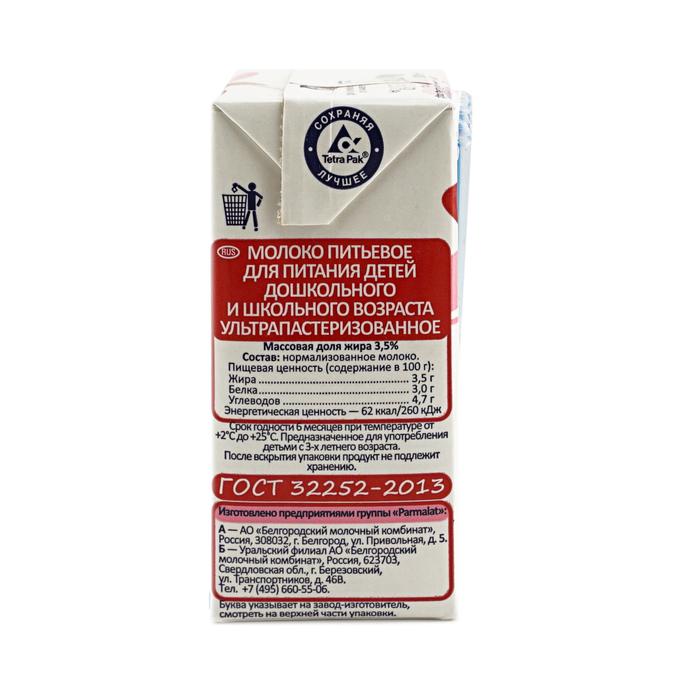 СОХРАНЯЯ
Tetra Pak®
ЛУЧШЕЕ
RUS
МОЛОКО ПИТЬЕВОЕ
ДЛЯ ПИТАНИЯ ДЕТЕЙ
ДОШКОЛЬНОГО
И ШКОЛЬНОГО ВОЗРАСТА
УЛЬТРАПАСТЕРИЗОВАННОЕ
Массовая доля жира 3,5%
Состав: нормализованное молоко.
Пищевая ценность (содержание в 100 г):
Жира.............................3,5 г
Белка............................3,0 г
Углеводов......................4,7 г
Энергетическая ценность — 62 ккал/260 кДж
Срок годности 6 месяцев при температуре от
+2°C до +25°C. Предназначенное для употребления
детьми с 3-х летнего возраста.
После вскрытия упаковки продукт не подлежит
хранению.
ГОСТ 32252-2013
Изготовлено предприятиями группы «Parmalat»:
А — АО «Белгородский молочный комбинат»,
Россия, 308032, г. Белгород, ул. Привольная, д. 5.
Б — Уральский филиал АО «Белгородский
молочный комбинат», Россия, 623703,
Свердловская обл., г. Березовский,
ул. Транспортников, д. 46В.
Тел. +7 (495) 660-55-06.
Буква указывает на завод-изготовитель,
смотреть на верхней части упаковки.